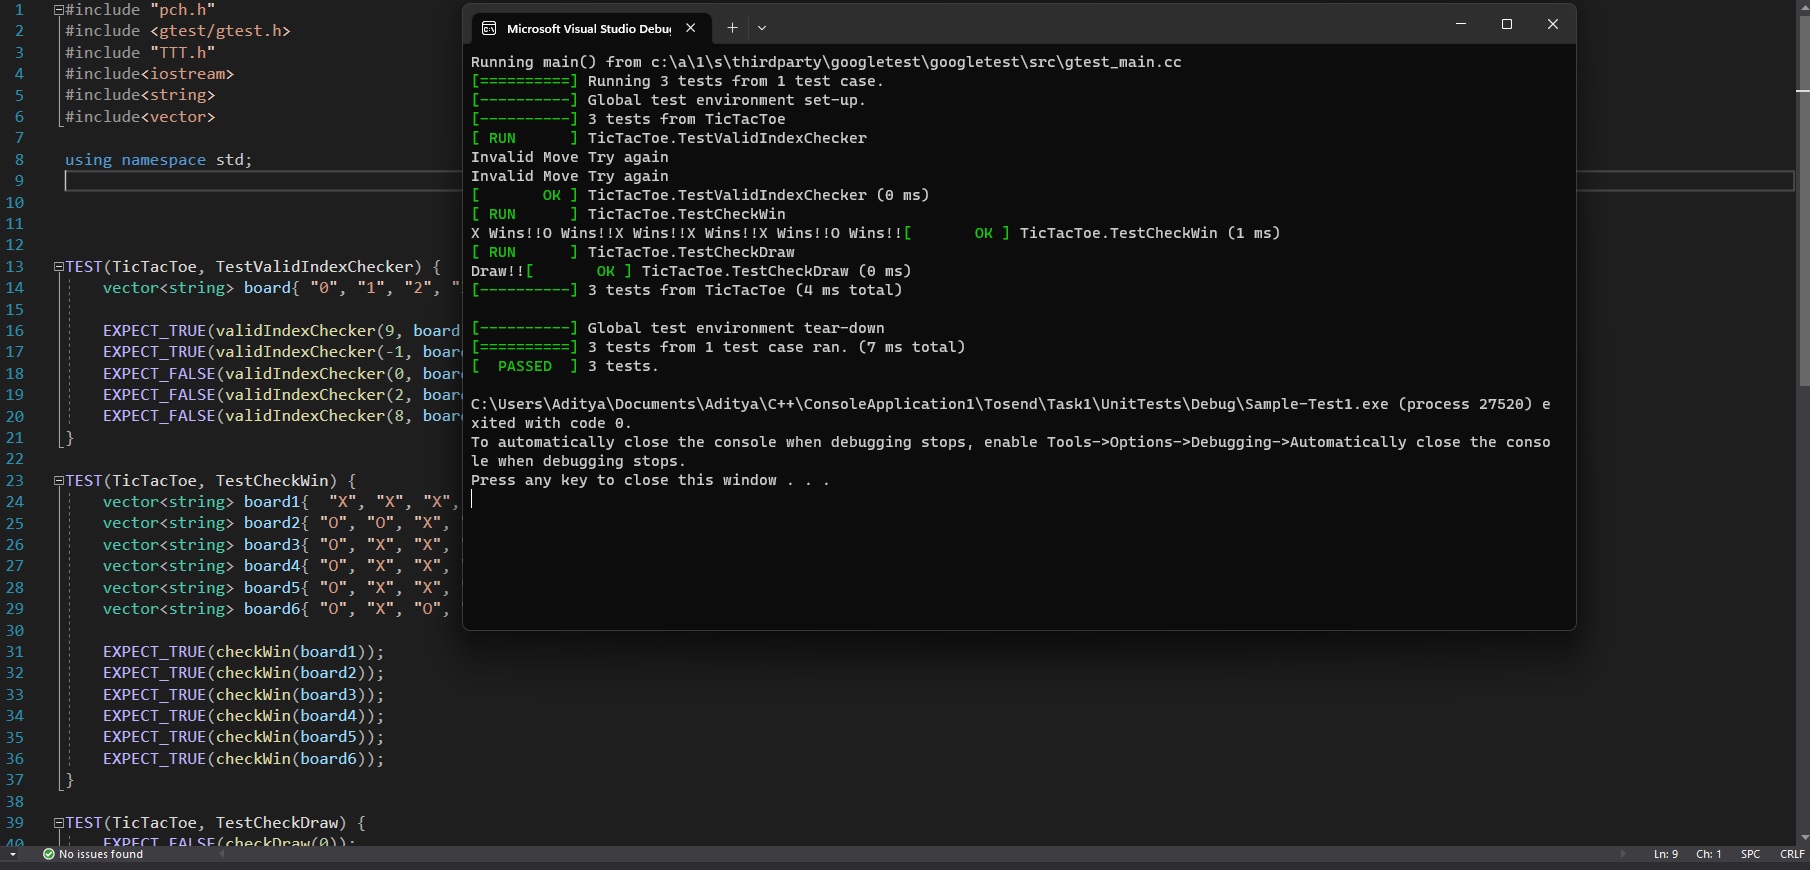 1 #include "pch.h"
2 #include <gtest/gtest.h>
3 #include "TTT.h"
4 #include<iostream>
5 #include<string>
6 #include<vector>
7
8 using namespace std;
9
10
11
12
13 TEST(TicTacToe, TestValidIndexChecker) {
14 vector<string> board{ "0", "1", "2", "
15
16 EXPECT_TRUE(validIndexChecker(9, board
17 EXPECT_TRUE(validIndexChecker(-1, boar
18 EXPECT_FALSE(validIndexChecker(0, boar
19 EXPECT_FALSE(validIndexChecker(2, boar
20 EXPECT_FALSE(validIndexChecker(8, boar
21 }
22
23 TEST(TicTacToe, TestCheckWin) {
24 vector<string> board1{  "X", "X", "X",
25 vector<string> board2{ "O", "O", "X",
26 vector<string> board3{ "O", "X", "X",
27 vector<string> board4{ "O", "X", "X",
28 vector<string> board5{ "O", "X", "X",
29 vector<string> board6{ "O", "X", "O",
30
31 EXPECT_TRUE(checkWin(board1));
32 EXPECT_TRUE(checkWin(board2));
33 EXPECT_TRUE(checkWin(board3));
34 EXPECT_TRUE(checkWin(board4));
35 EXPECT_TRUE(checkWin(board5));
36 EXPECT_TRUE(checkWin(board6));
37 }
38
39 TEST(TicTacToe, TestCheckDraw) {
40 EXPECT_FALSE(checkDraw(0));
Microsoft Visual Studio Debu
Running main() from c:\a\1\s\thirdparty\googletest\googletest\src\gtest_main.cc
[==========] Running 3 tests from 1 test case.
[----------] Global test environment set-up.
[----------] 3 tests from TicTacToe
[ RUN      ] TicTacToe.TestValidIndexChecker
Invalid Move Try again
Invalid Move Try again
[       OK ] TicTacToe.TestValidIndexChecker (0 ms)
[ RUN      ] TicTacToe.TestCheckWin
X Wins!!O Wins!!X Wins!!X Wins!!X Wins!!O Wins!![       OK ] TicTacToe.TestCheckWin (1 ms)
[ RUN      ] TicTacToe.TestCheckDraw
Draw!![       OK ] TicTacToe.TestCheckDraw (0 ms)
[----------] 3 tests from TicTacToe (4 ms total)
[----------] Global test environment tear-down
[==========] 3 tests from 1 test case ran. (7 ms total)
[  PASSED  ] 3 tests.
C:\Users\Aditya\Documents\Aditya\C++\ConsoleApplication1\Tosend\Task1\UnitTests\Debug\Sample-Test1.exe (process 27520) e
xited with code 0.
To automatically close the console when debugging stops, enable Tools->Options->Debugging->Automatically close the conso
le when debugging stops.
Press any key to close this window . . .
No issues found
Ln: 9 Ch: 1 SPC CRLF